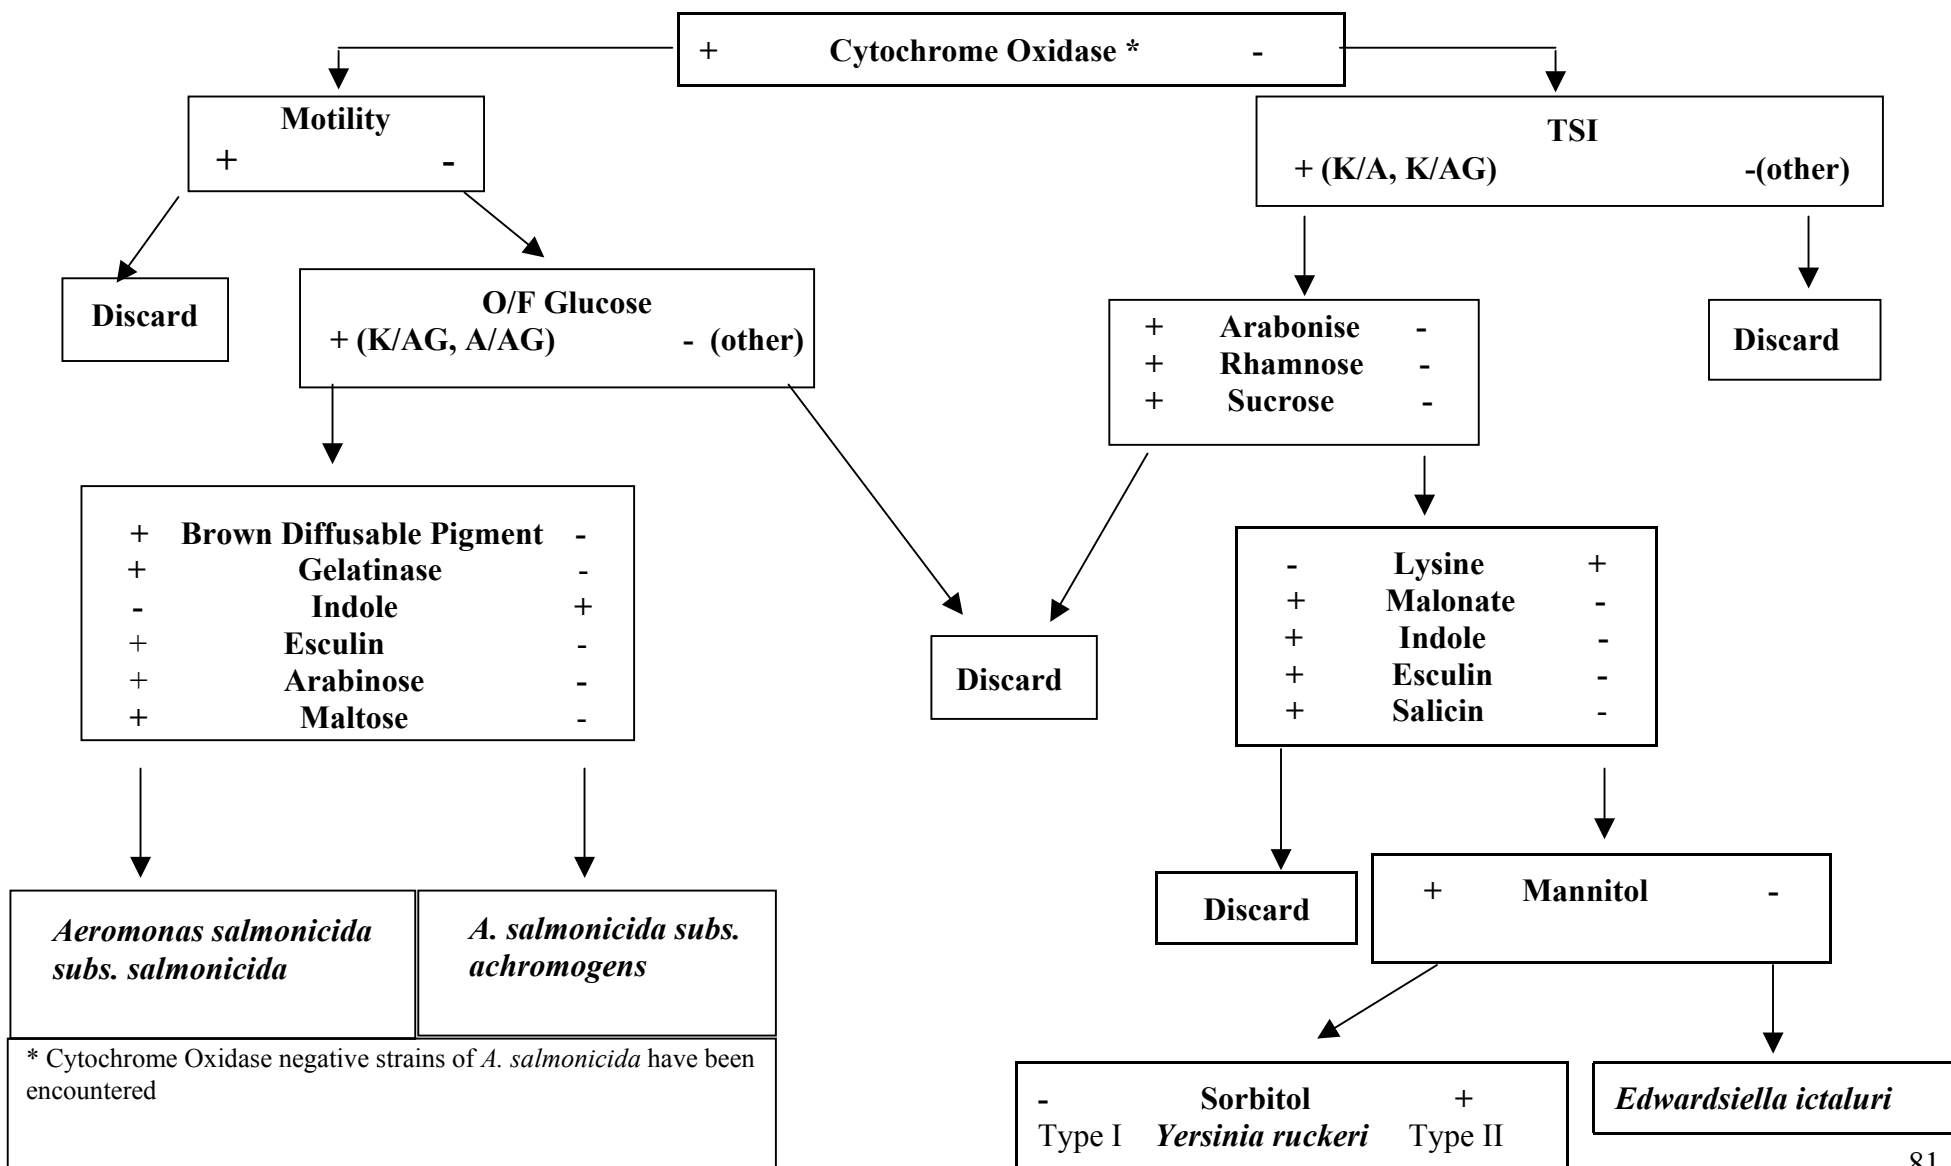 + Cytochrome Oxidase * -
Motility
+ -
TSI
+ (K/A, K/AG) -(other)
Discard
O/F Glucose
+ (K/AG, A/AG) - (other)
+ Arabonise -
+ Rhamnose -
+ Sucrose -
Discard
+ Brown Diffusable Pigment -
+ Gelatinase -
- Indole +
+ Esculin -
+ Arabinose -
+ Maltose -
Discard
- Lysine +
+ Malonate -
+ Indole -
+ Esculin -
+ Salicin -
Discard
+ Mannitol -
Aeromonas salmonicida
subs. salmonicida
A. salmonicida subs.
achromogens
* Cytochrome Oxidase negative strains of A. salmonicida have been
encountered
- Sorbitol +
Type I Yersinia ruckeri Type II
Edwardsiella ictaluri
81